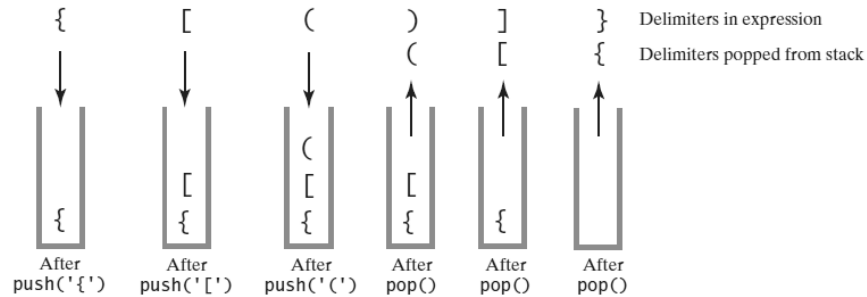 { [ ( ) ] } Delimiters in expression
( [ { Delimiters popped from stack
(
[ [ [
{ { { { {
After After After After After After
push('{') push('[') push('(') pop() pop() pop()